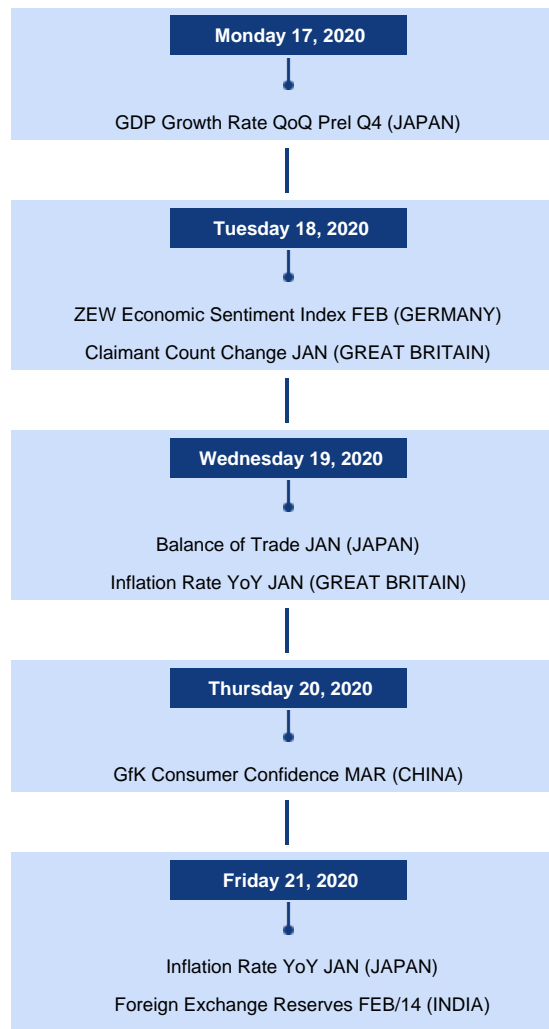 Monday 17, 2020
GDP Growth Rate QoQ Prel Q4 (JAPAN)
Tuesday 18, 2020
ZEW Economic Sentiment Index FEB (GERMANY)
Claimant Count Change JAN (GREAT BRITAIN)
Wednesday 19, 2020
Balance of Trade JAN (JAPAN)
Inflation Rate YoY JAN (GREAT BRITAIN)
Thursday 20, 2020
GfK Consumer Confidence MAR (CHINA)
Friday 21, 2020
Inflation Rate YoY JAN (JAPAN)
Foreign Exchange Reserves FEB/14 (INDIA)